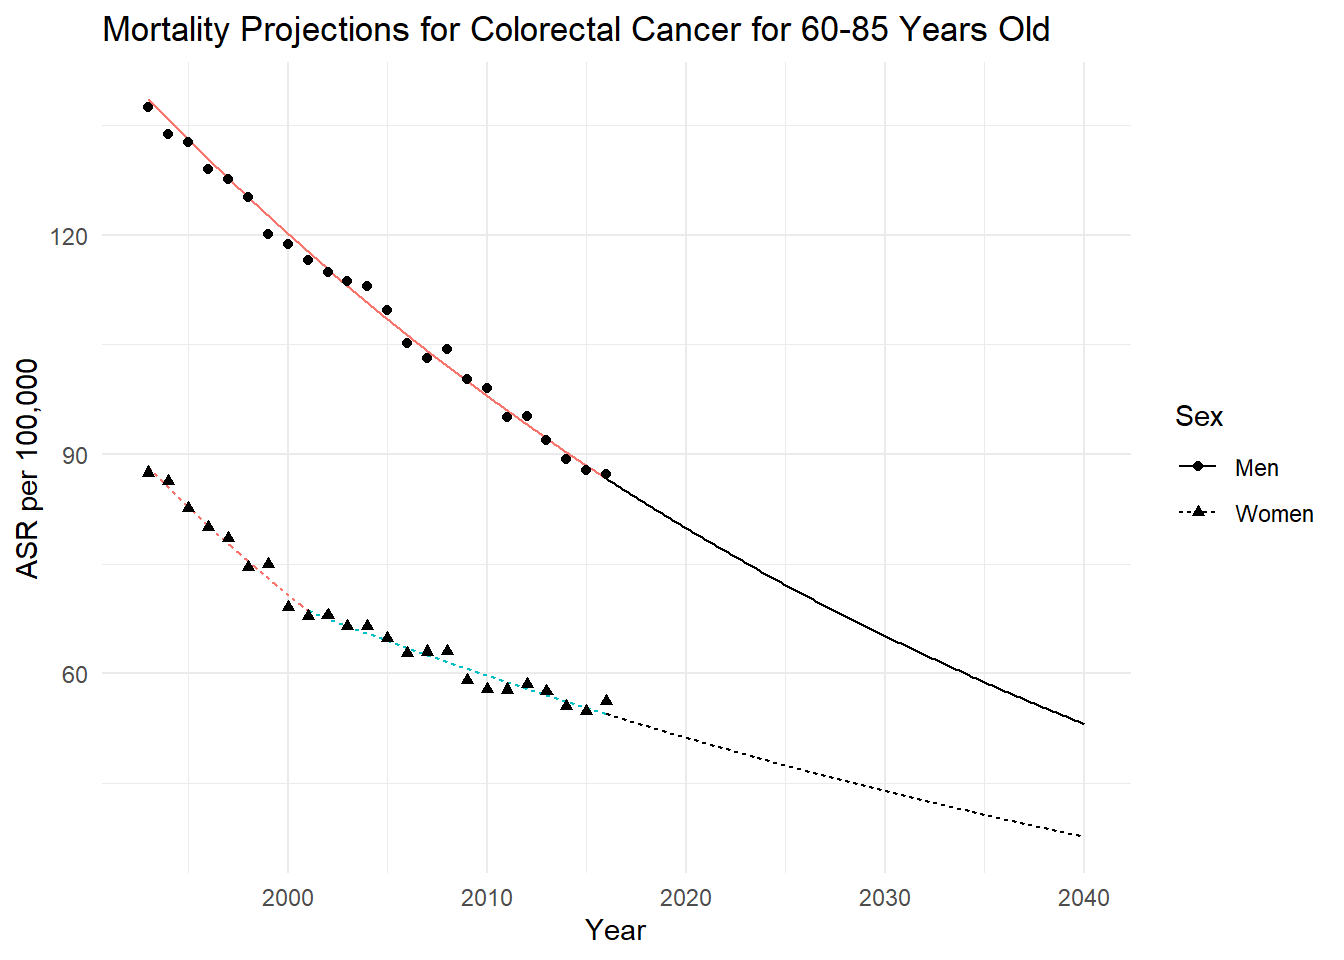 Mortality Projections for Colorectal Cancer for 60-85 Years Old
120
90
60
ASR per 100,000
2000 2010 2020 2030 2040
Year
Sex
Men
Women